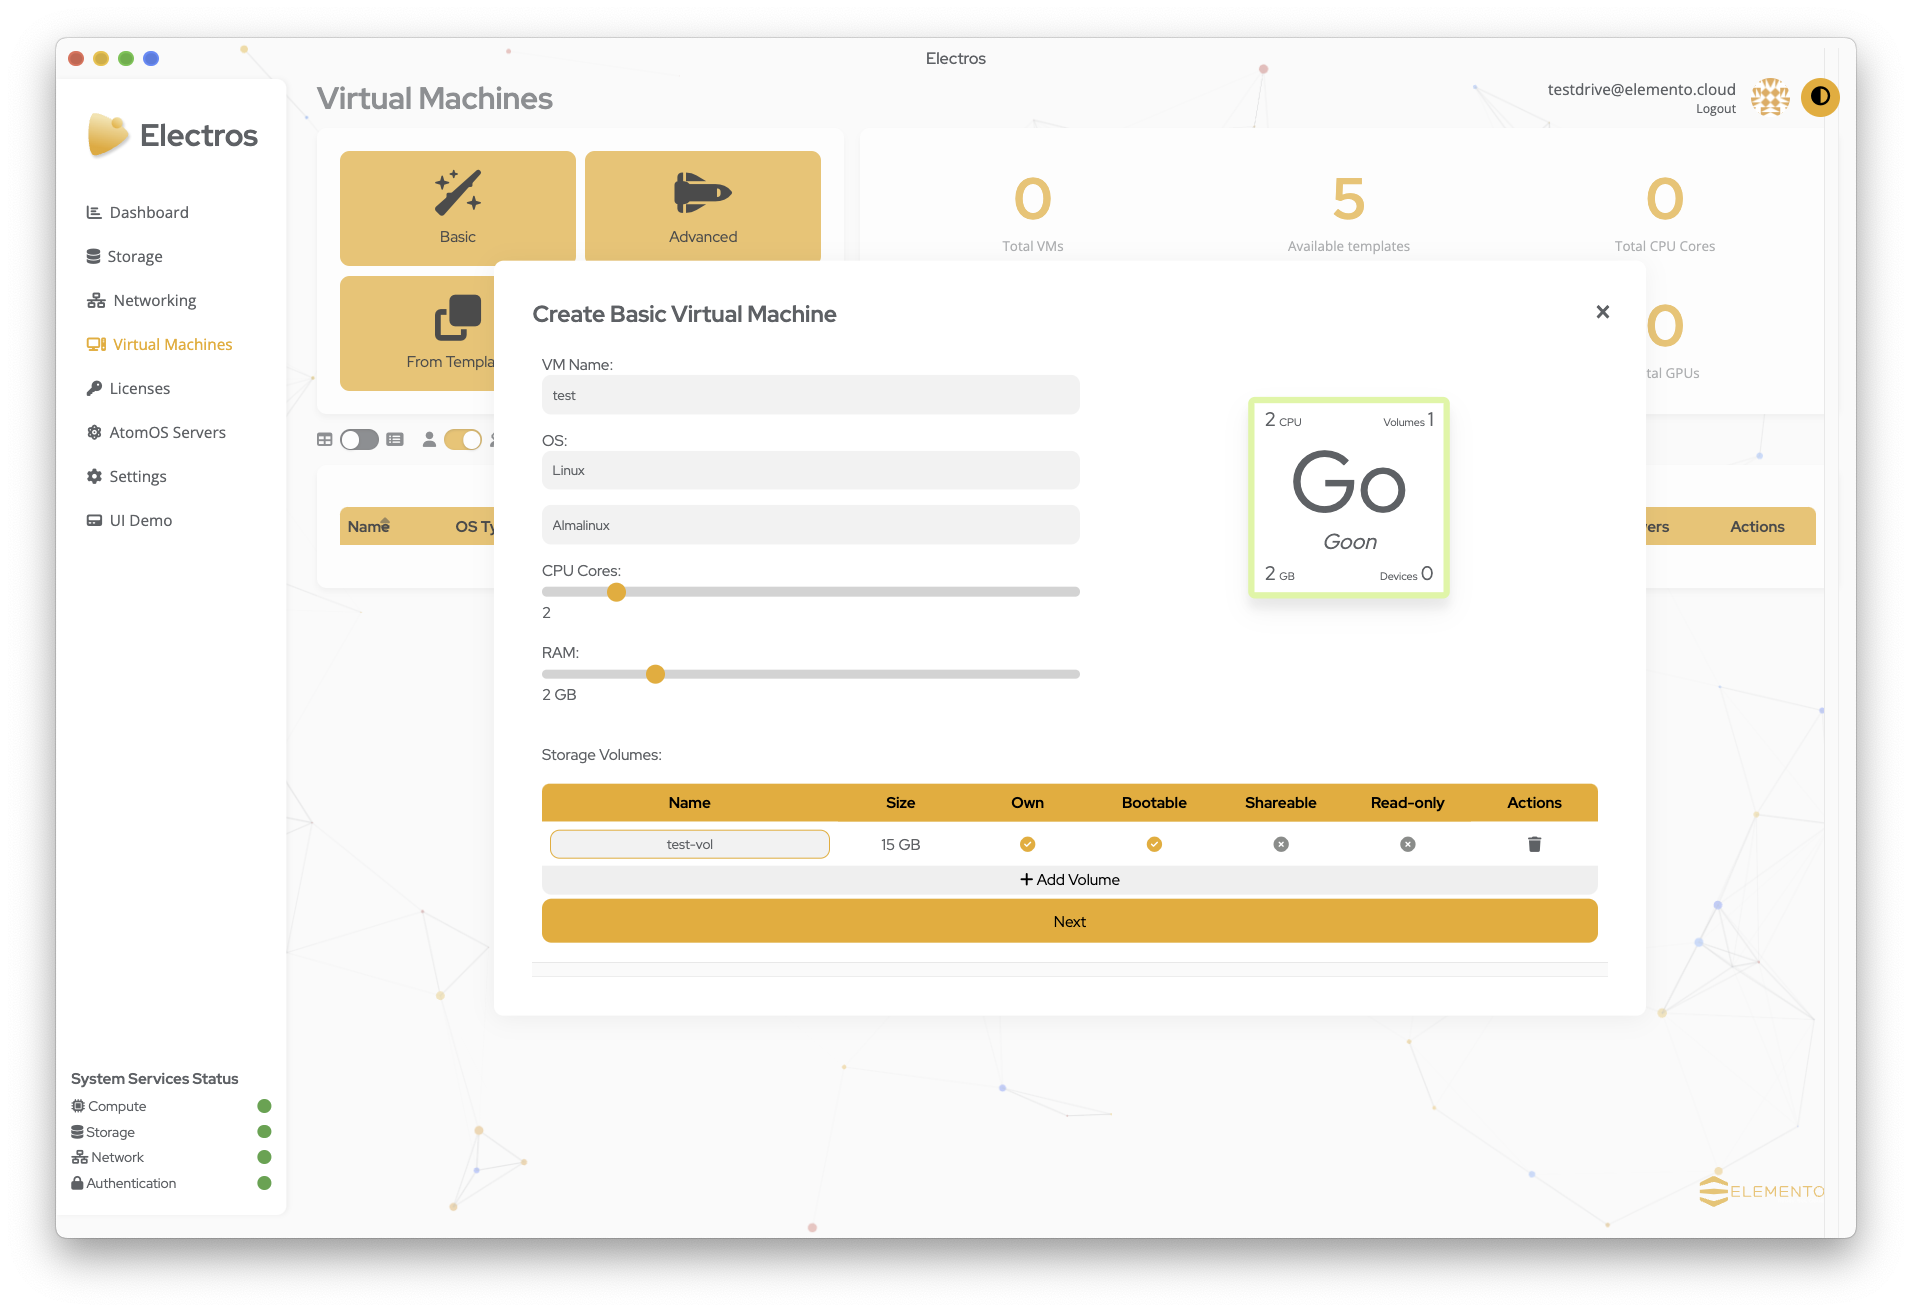 Electros
testdrive@elemento.cloud
Logout
Electros
Dashboard
Storage
Networking
Virtual Machines
Licenses
AtomOS Servers
Settings
UI Demo
System Services Status
Compute
Storage
Network
Authentication
Virtual Machines
Basic
Advanced
From Templa
0
Total VMs
5
Available templates
0
Total CPU Cores
0
tal GPUs
Name
OS Ty
ers
Actions
Create Basic Virtual Machine
VM Name:
test
OS:
Linux
Almalinux
CPU Cores:
2
RAM:
2 GB
2 CPU
Volumes 1
Go
Goon
2 GB
Devices 0
Storage Volumes:
Name Size Own Bootable Shareable Read-only Actions
test-vol 15 GB
+ Add Volume
Next
ELEMENTO